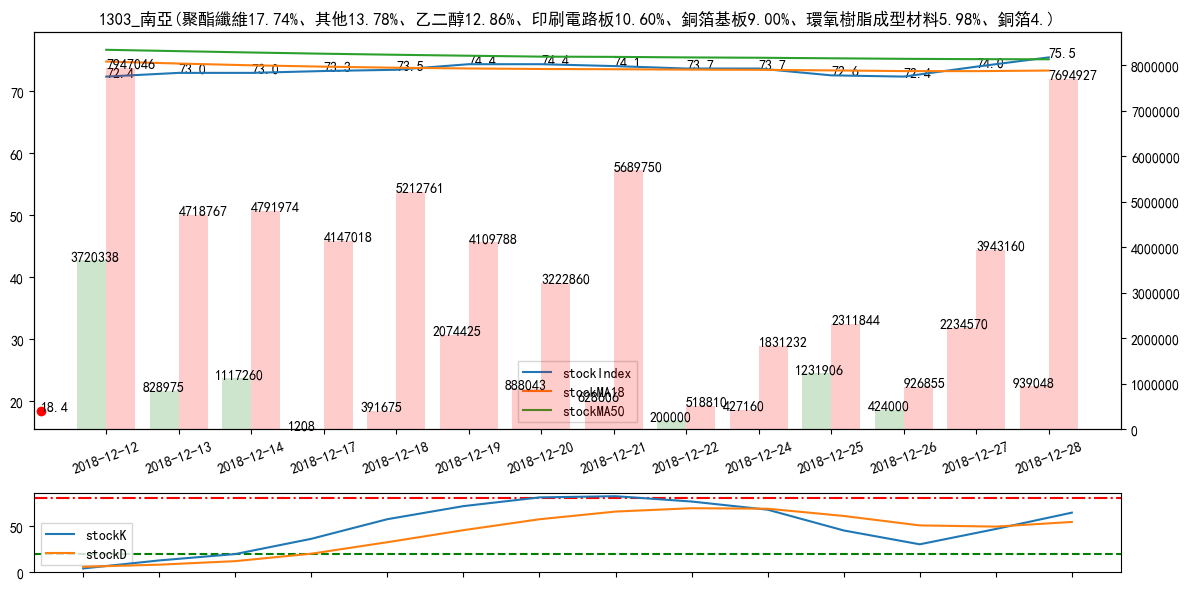 1303_南亞(聚酯纖維17.74%、其他13.78%、乙二醇12.86%、印刷電路板10.60%、銅箔基板9.00%、環氧樹脂成型材料5.98%、銅箔4.)
7947046
72.4 73.0 73.0 73.3 73.5 74.4 74.4 74.1 73.7 73.7 72.6 72.4 74.0 75.5
7694927
5689750
5212761
4718767 4791974
4147018 4109788 3943160
3720338
3222860
2074425 2311844 2234570
1831232
828975 1117260 888043 1231906 926855 939048
1208 391675 628006 200000 518810 427160 424000
18.4
70
60
50
40
30
20
8000000
7000000
6000000
5000000
4000000
3000000
2000000
1000000
0
stockIndex
stockMA18
stockMA50
2018-12-12 2018-12-13 2018-12-14 2018-12-17 2018-12-18 2018-12-19 2018-12-20 2018-12-21 2018-12-22 2018-12-24 2018-12-25 2018-12-26 2018-12-27 2018-12-28
50
0
stockK
stockD